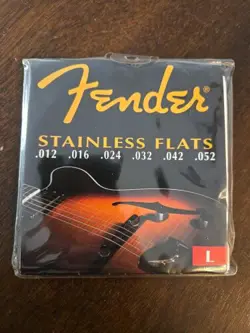 Fender®
STAINLESS FLATS
.012 .016 .024 .032 .042 .052
L